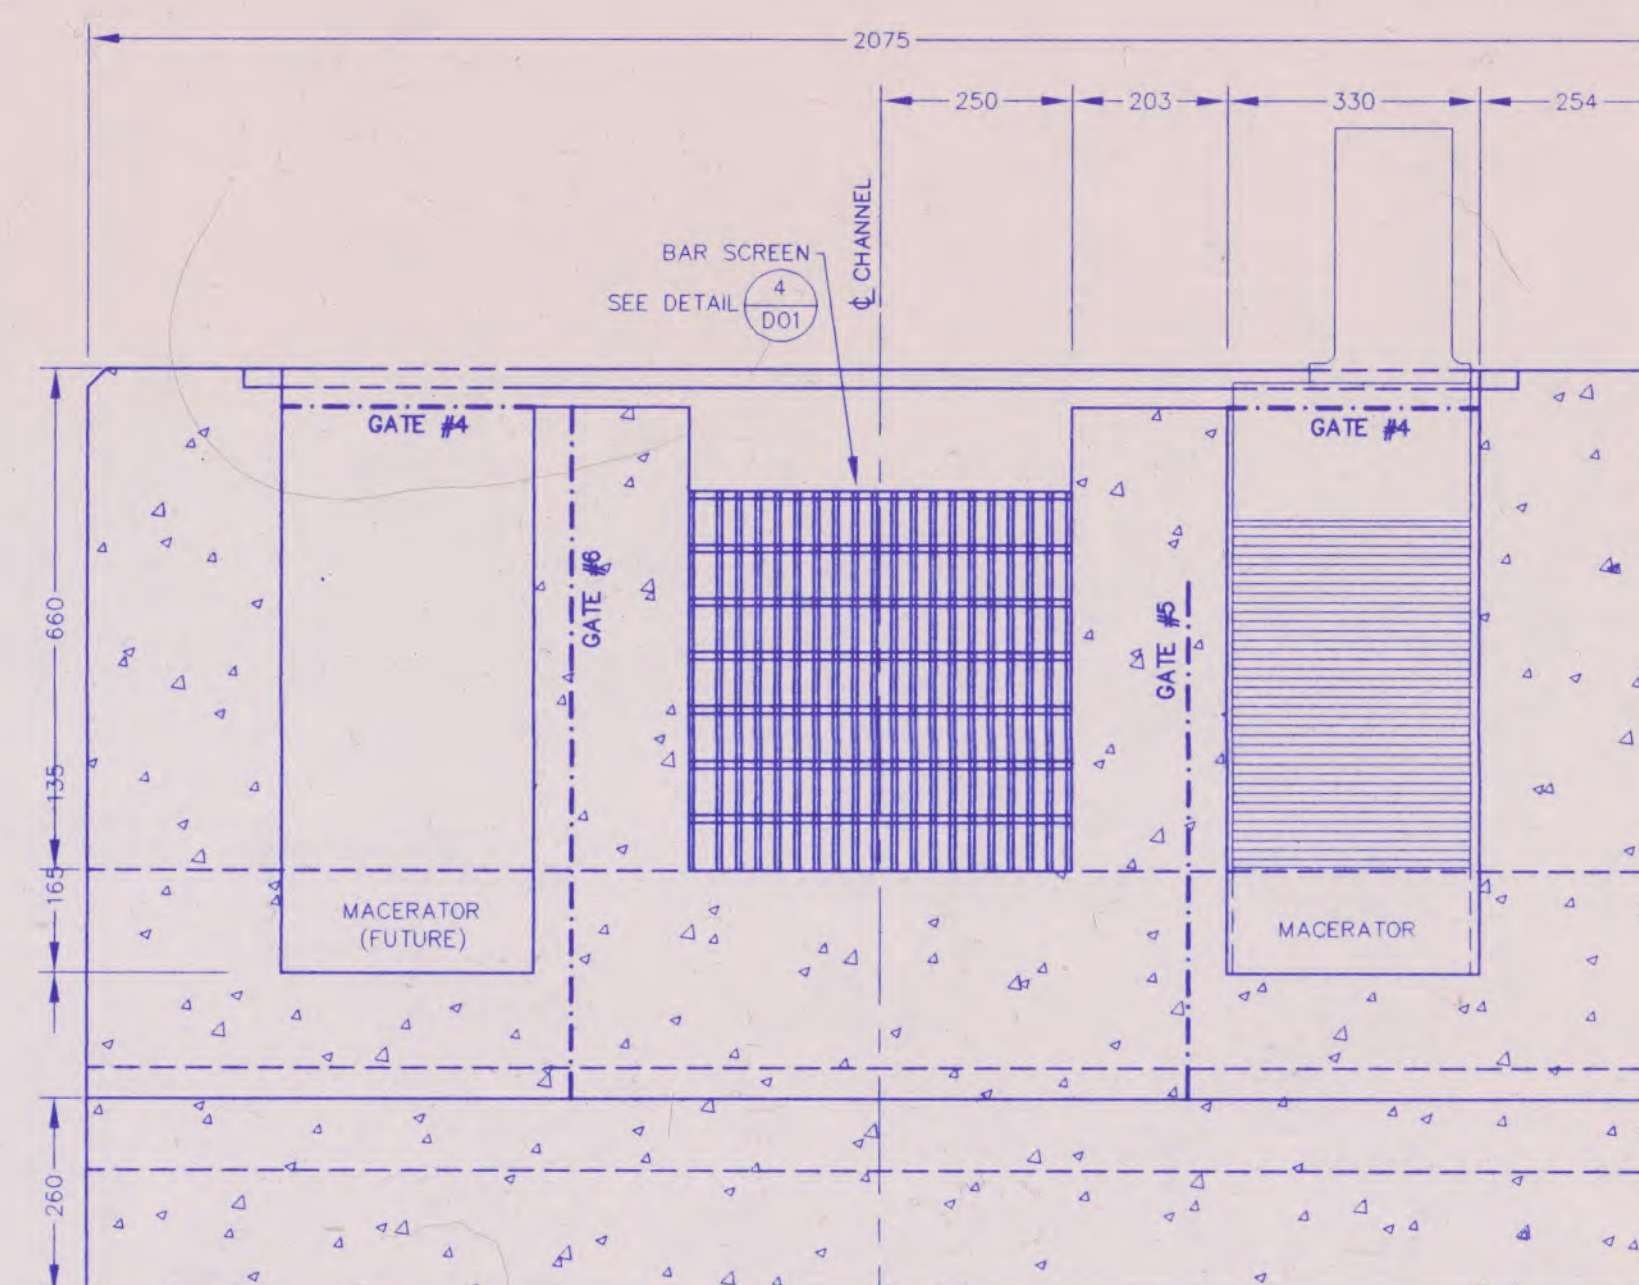 2075
250
203
330
254
℄ CHANNEL
BAR SCREEN
SEE DETAIL
4
D01
GATE #4
GATE #4
GATE #6
GATE #5
660
135
165
MACERATOR
(FUTURE)
MACERATOR
260